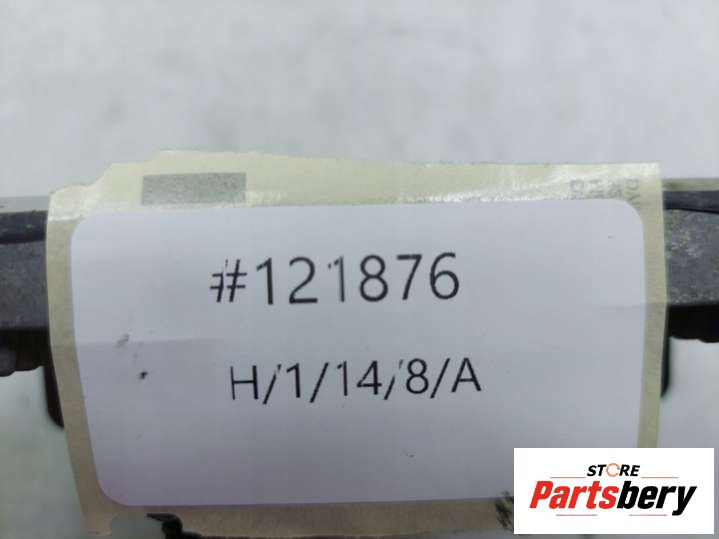 #121876
H/1/14/8/A
STORE
Partsbery